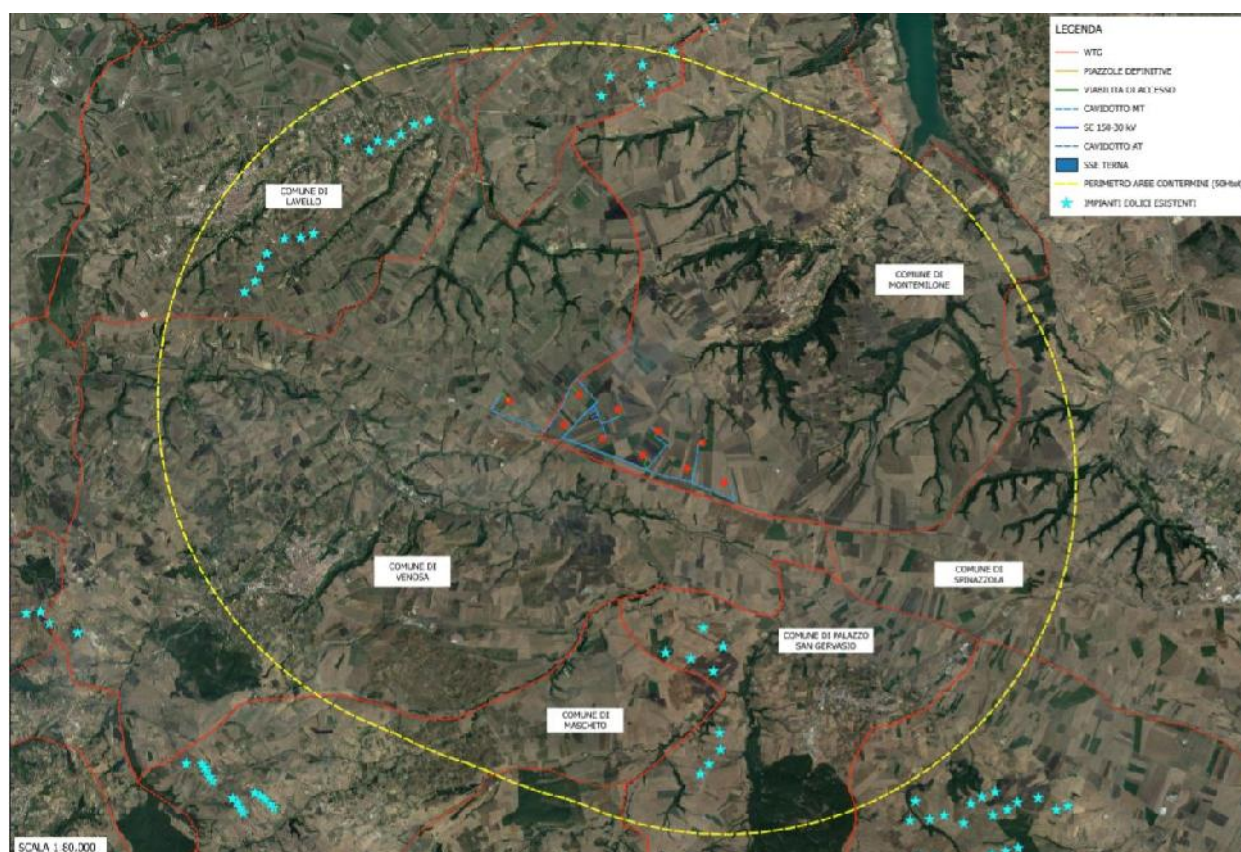 LEGENDA
WTG
PIAZZOLE DEFINITIVE
VIABILITÀ DI ACCESSO
CAVIDOTTO MT
SE 150-30 kV
CAVIDOTTO AT
SSE TERNA
PERIMETRO AREE CONTERMINI (50Htot)
IMPIANTI EOLICI ESISTENTI
COMUNE DI
LAVELLO
COMUNE DI
MONTEMILONE
COMUNE DI
VENOSA
COMUNE DI
SPINAZZOLA
COMUNE DI PALAZZO
SAN GERVASIO
COMUNE DI
MASCHITO
SCALA 1:80.000